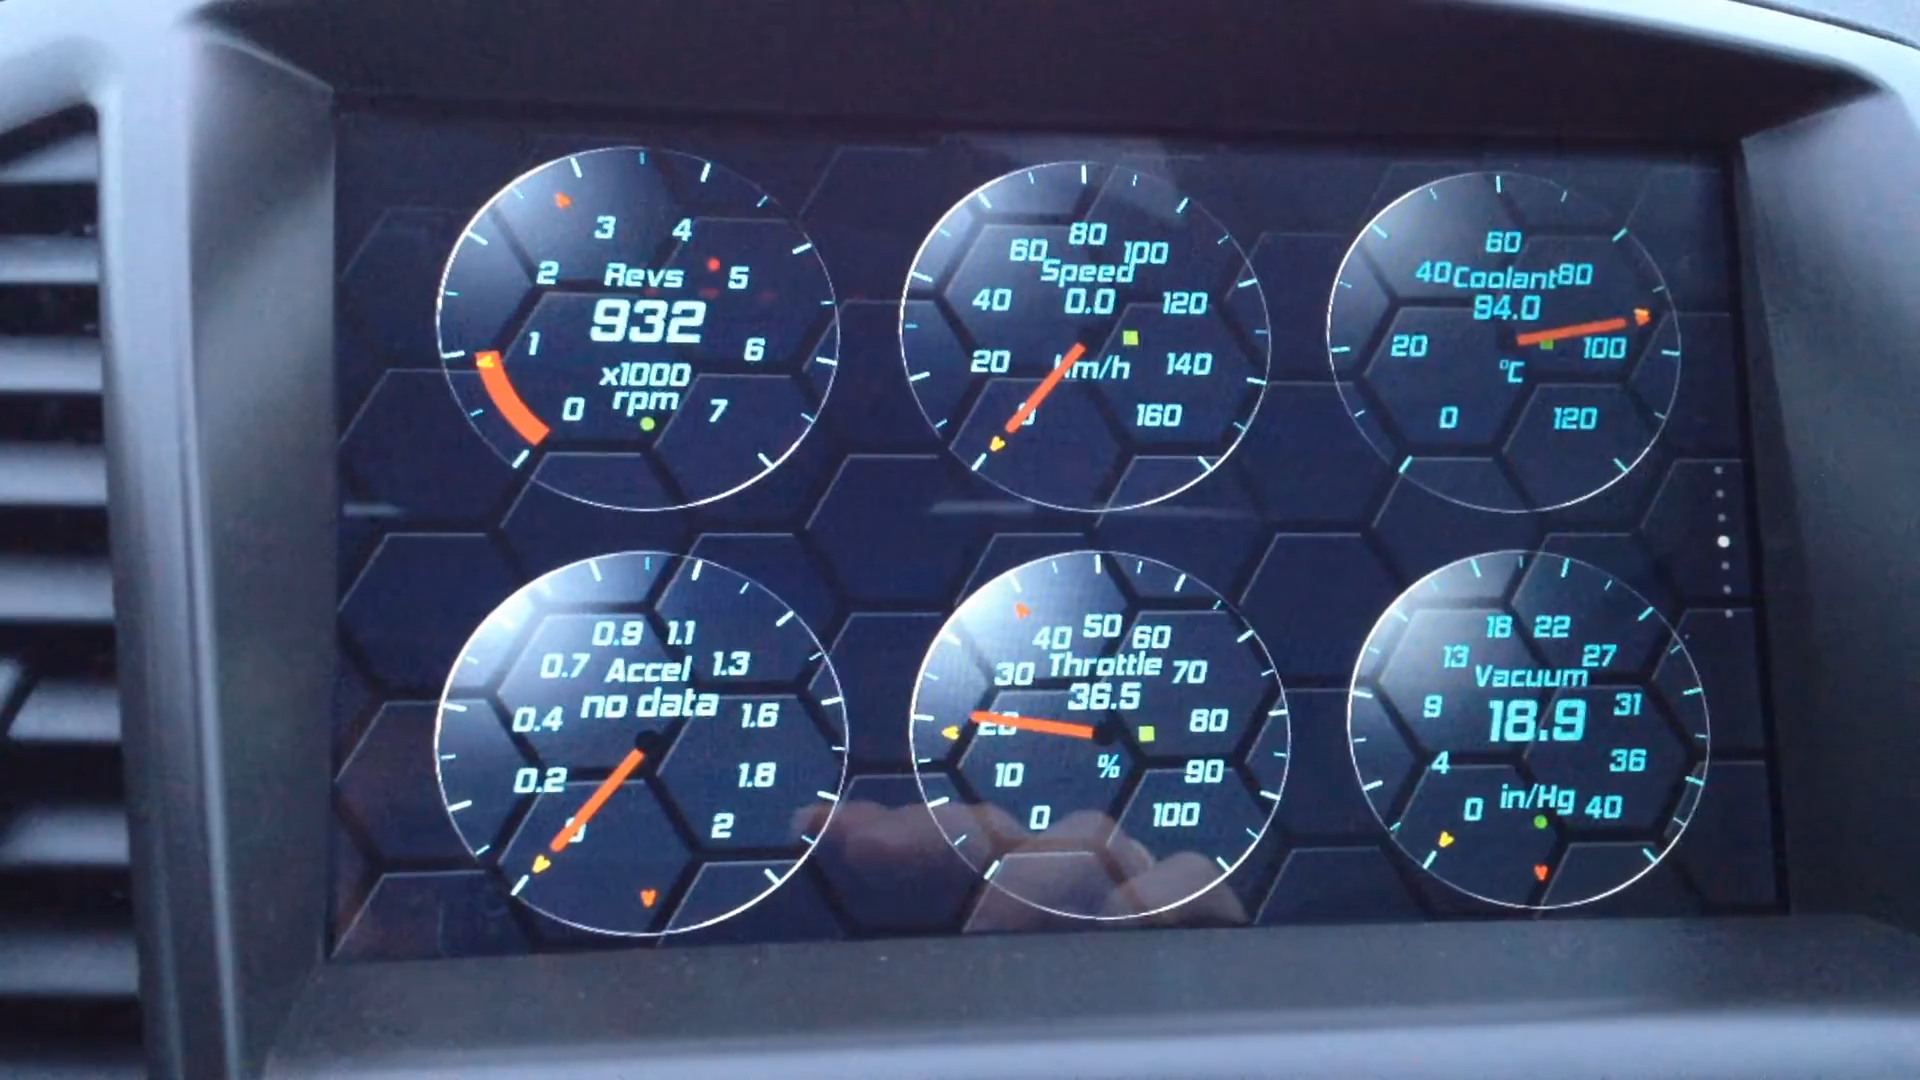 3 4
2 Revs 5
932
1 6
x1000
0 rpm 7
80
60 100
Speed
40 0.0 120
20 km/h 140
0 160
60
40 Coolant 80
94.0
20 100
°C
0 120
0.9 1.1
0.7 Accel 1.3
0.4 no data 1.6
0.2 1.8
2
40 50 60
30 Throttle 70
36.5
20 80
10 % 90
0 100
18 22
13 27
Vacuum
9 18.9 31
4 36
0 in/Hg 40